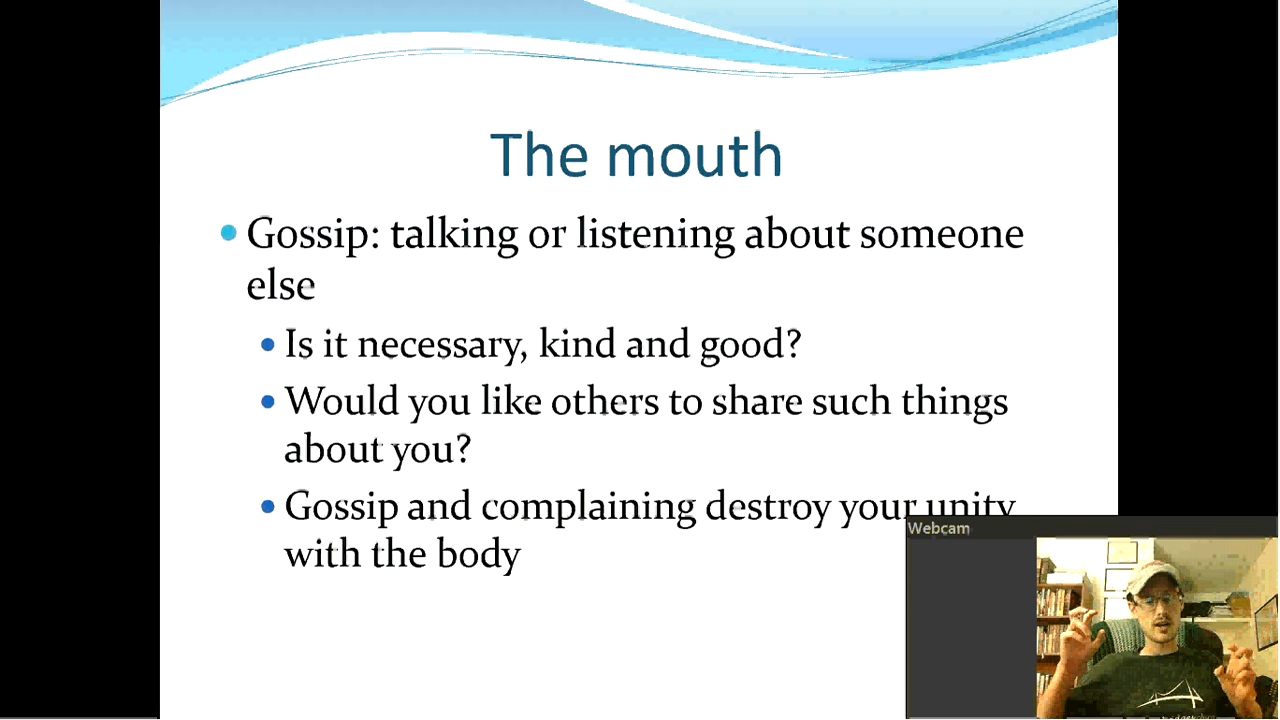 The mouth
Gossip: talking or listening about someone
else
Is it necessary, kind and good?
Would you like others to share such things
about you?
Gossip and complaining destroy your unity
with the body
Webcam